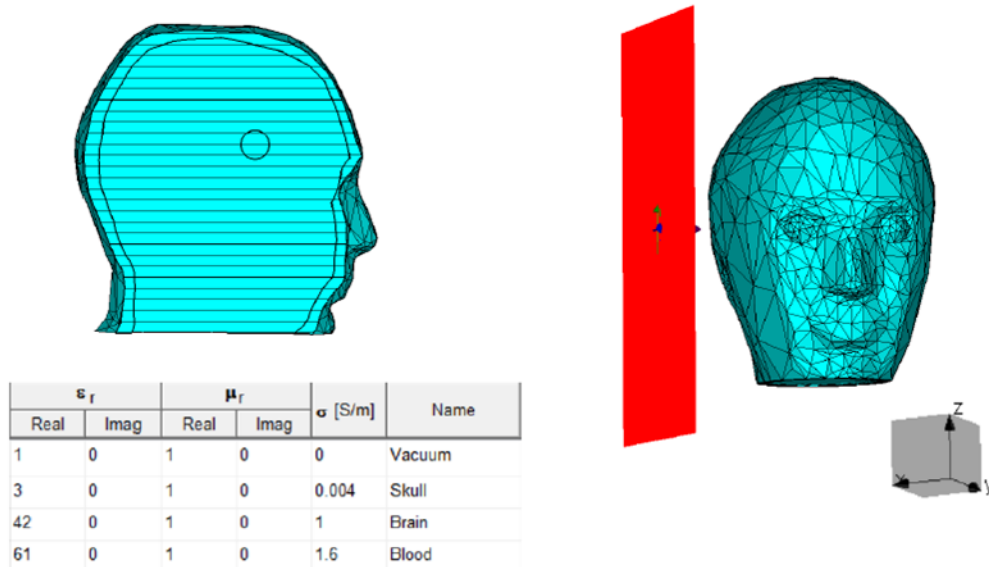 ε r μ r σ [S/m] Name
Real Imag Real Imag
1 0 1 0 0 Vacuum
3 0 1 0 0.004 Skull
42 0 1 0 1 Brain
61 0 1 0 1.6 Blood
Z
X y